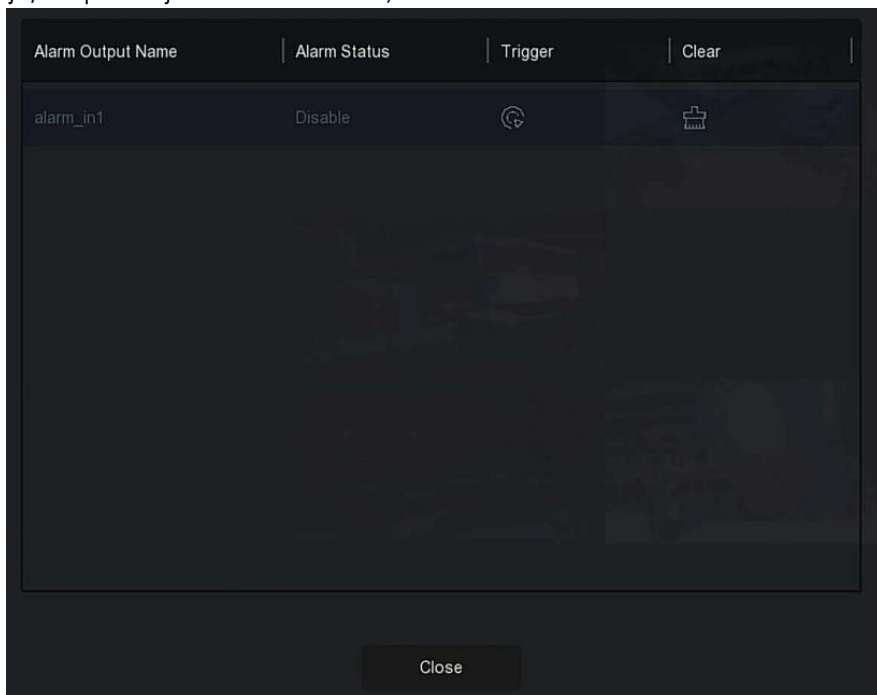 Alarm Output Name Alarm Status Trigger Clear
alarm_in1 Disable
Close